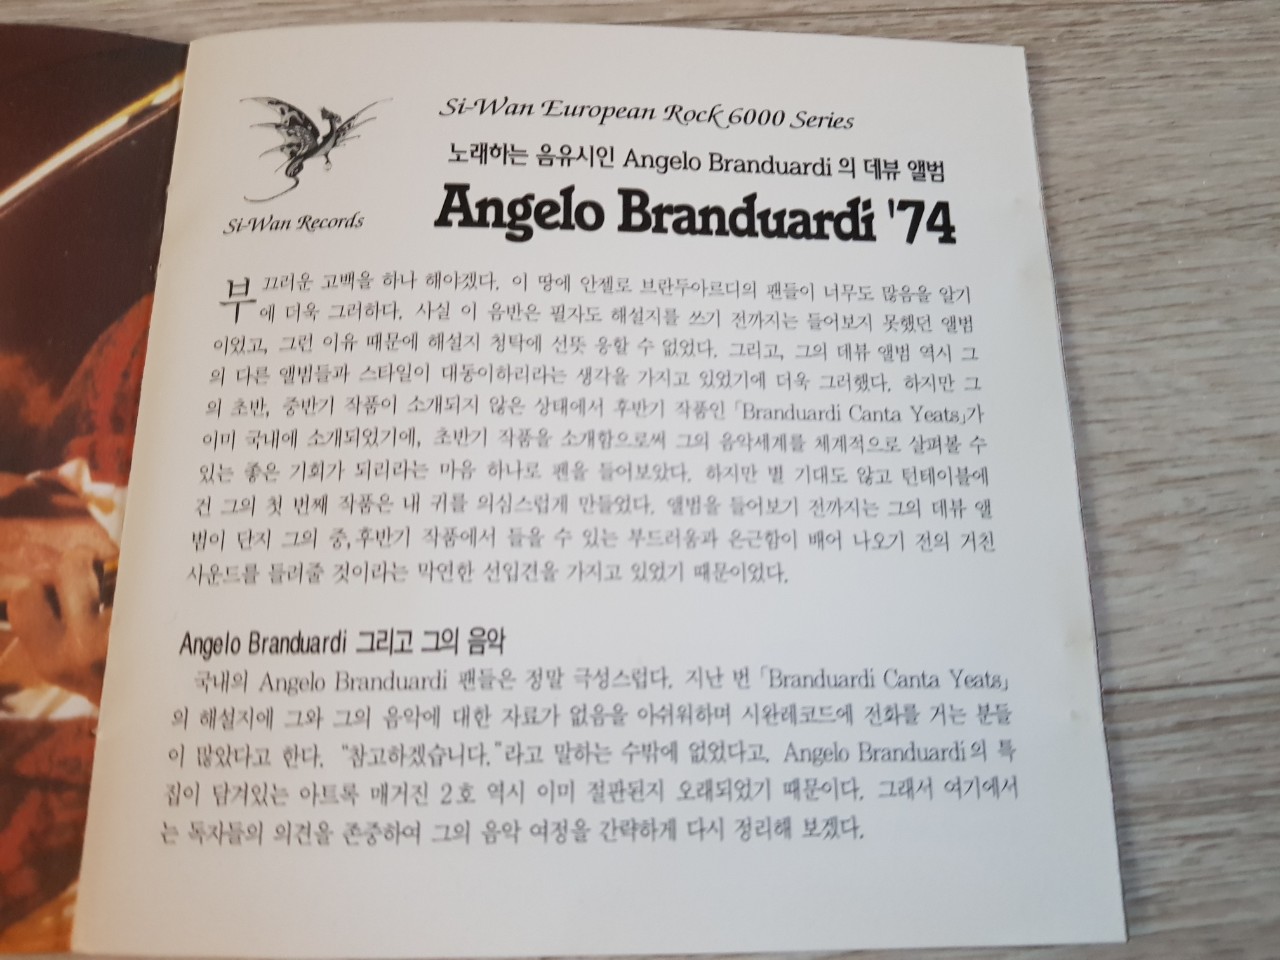 Si-Wan Records
Si-Wan European Rock 6000 Series
노래하는 음유시인 Angelo Branduardi 의 데뷰 앨범
Angelo Branduardi '74
부끄러운 고백을 하나 해야겠다. 이 땅에 안젤로 브란두아르디의 팬들이 너무도 많음을 알기
에 더욱 그러하다. 사실 이 음반은 필자도 해설지를 쓰기 전까지는 들어보지 못했던 앨범
이었고, 그런 이유 때문에 해설지 청탁에 선뜻 응할 수 없었다. 그리고, 그의 데뷰 앨범 역시 그
의 다른 앨범들과 스타일이 대동이하리라는 생각을 가지고 있었기에 더욱 그러했다. 하지만 그
의 초반, 중반기 작품이 소개되지 않은 상태에서 후반기 작품인 「Branduardi Canta Yeats」가
이미 국내에 소개되었기에, 초반기 작품을 소개함으로써 그의 음악세계를 체계적으로 살펴볼 수
있는 좋은 기회가 되리라는 마음 하나로 펜을 들어보았다. 하지만 별 기대도 않고 턴테이블에
건 그의 첫 번째 작품은 내 귀를 의심스럽게 만들었다. 앨범을 들어보기 전까지는 그의 데뷰 앨
범이 단지 그의 중,후반기 작품에서 들을 수 있는 부드러움과 은근함이 배어 나오기 전의 거친
사운드를 들려줄 것이라는 막연한 선입견을 가지고 있었기 때문이었다.
Angelo Branduardi 그리고 그의 음악
국내의 Angelo Branduardi 팬들은 정말 극성스럽다. 지난 번 「Branduardi Canta Yeats」
의 해설지에 그와 그의 음악에 대한 자료가 없음을 아쉬워하며 시완레코드에 전화를 거는 분들
이 많았다고 한다. "참고하겠습니다."라고 말하는 수밖에 없었다고, Angelo Branduardi의 특
집이 담겨있는 아트록 매거진 2호 역시 이미 절판된지 오래되었기 때문이다. 그래서 여기에서
는 독자들의 의견을 존중하여 그의 음악 여정을 간략하게 다시 정리해 보겠다.